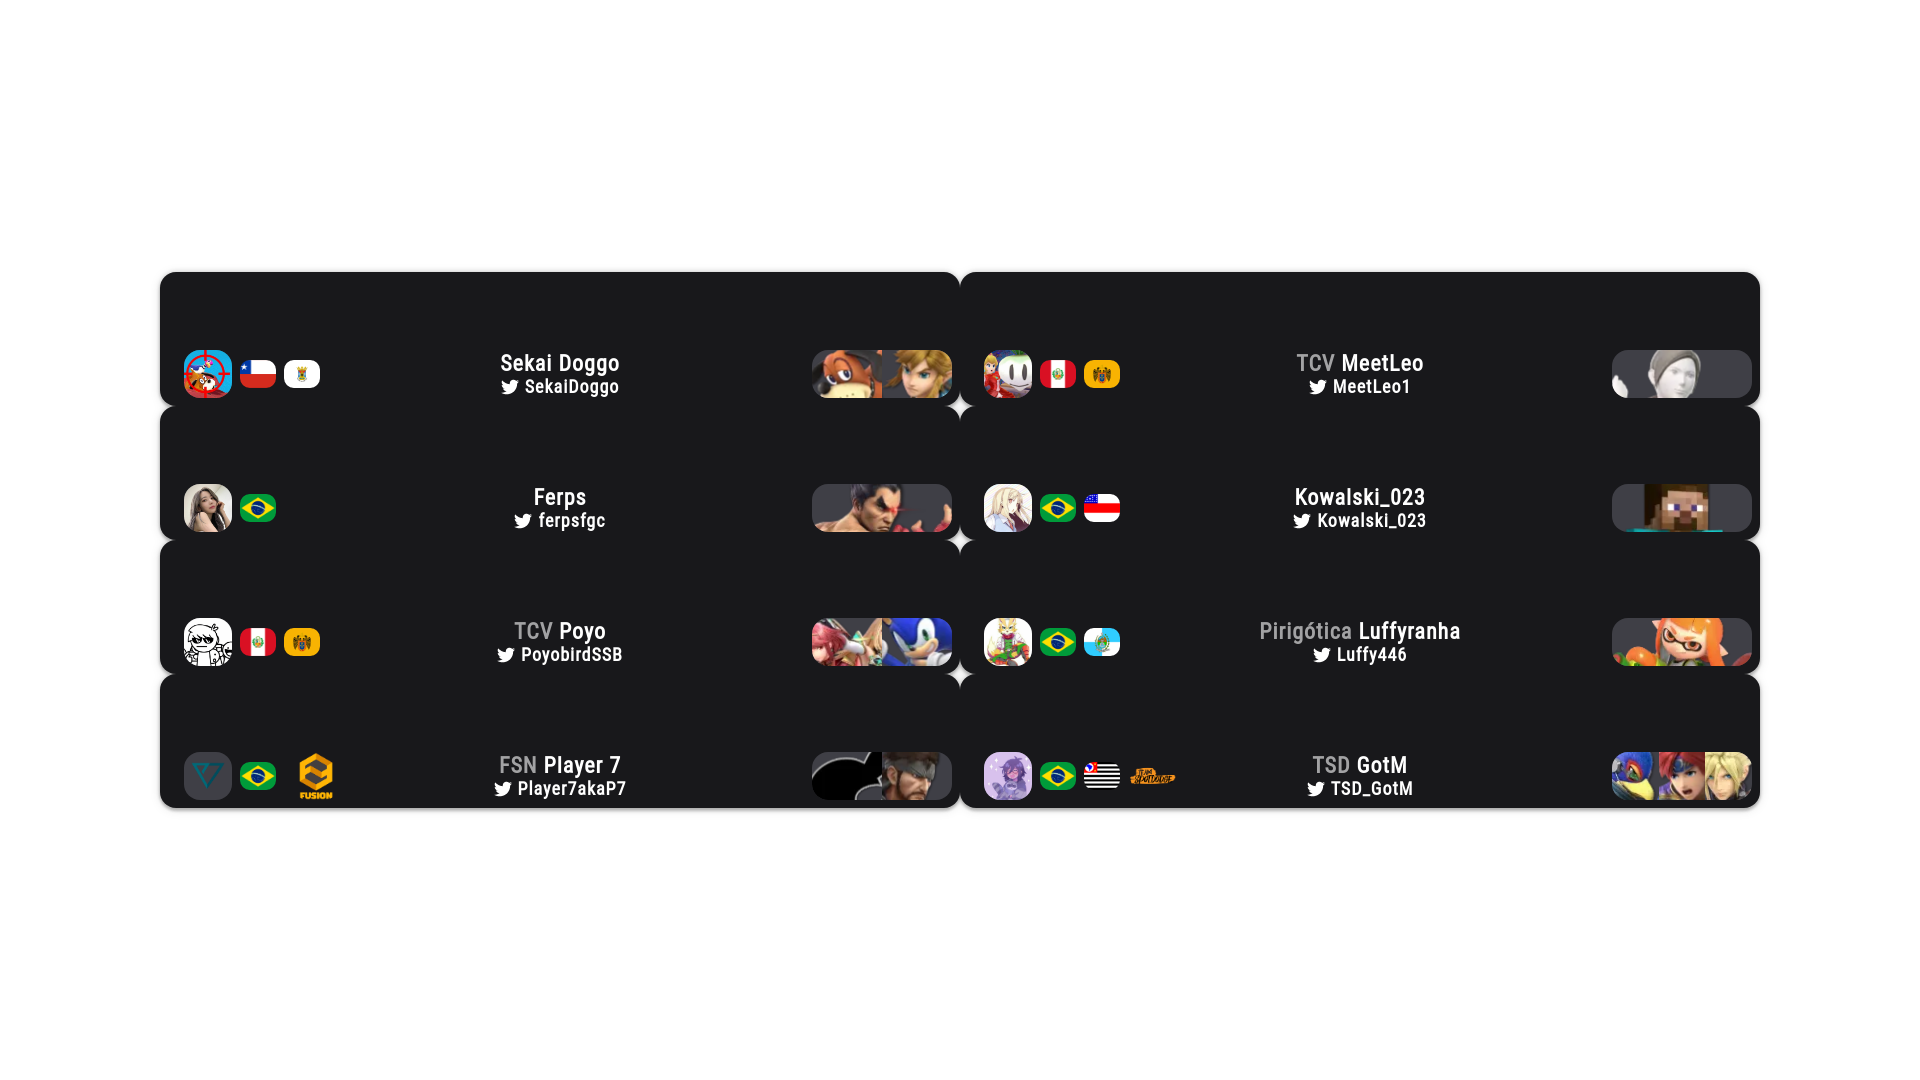 Sekai Doggo
SekaiDoggo
TCV MeetLeo
MeetLeo1
Ferps
ferpsfgc
Kowalski_023
Kowalski_023
TCV Poyo
PoyobirdSSB
Pirigótica Luffyranha
Luffy446
FUSION
FSN Player 7
Player7akaP7
TSD GotM
TSD_GotM